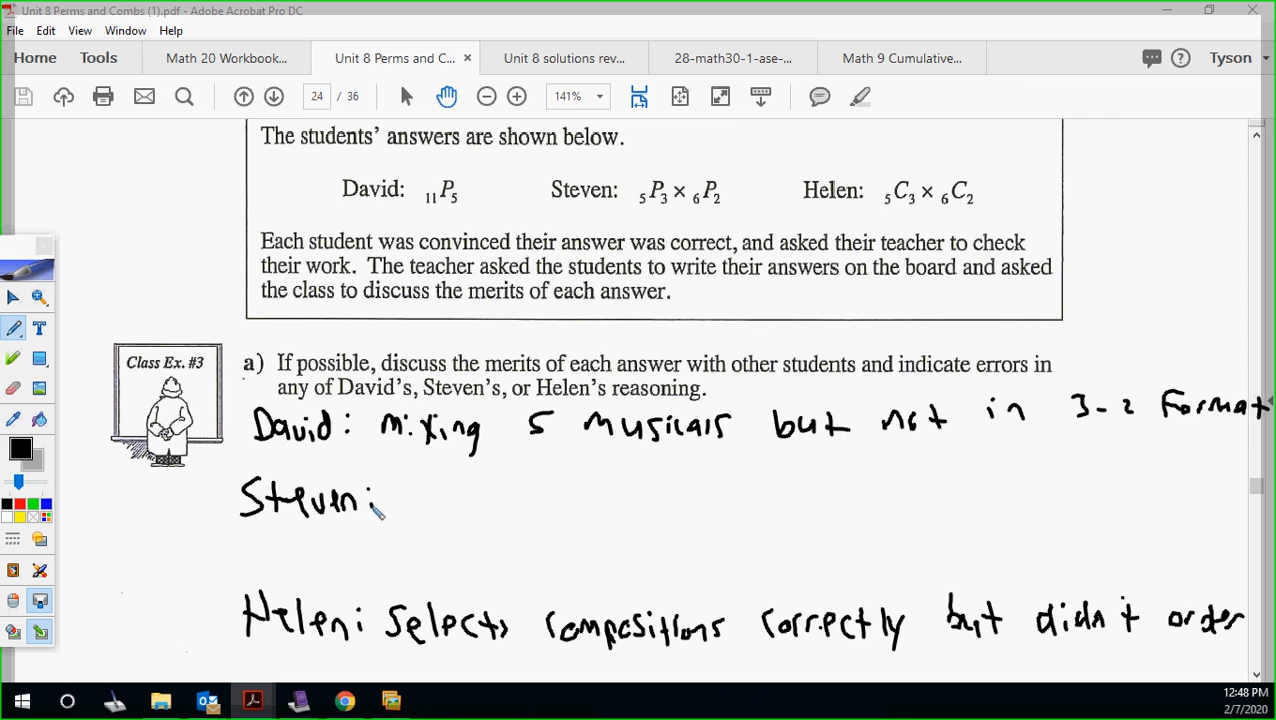 Unit 8 Perms and Combs (1).pdf - Adobe Acrobat Pro DC
File Edit View Window Help
Home Tools Math 20 Workbook... Unit 8 Perms and C... × Unit 8 solutions rev... 28-math30-1-ase-... Math 9 Cumulative... Tyson
24 / 36 141%
The students' answers are shown below.
David: ₁₁P₅ Steven: ₅P₃ × ₆P₂ Helen: ₅C₃ × ₆C₂
Each student was convinced their answer was correct, and asked their teacher to check
their work. The teacher asked the students to write their answers on the board and asked
the class to discuss the merits of each answer.
Class Ex. #3
a) If possible, discuss the merits of each answer with other students and indicate errors in
any of David's, Steven's, or Helen's reasoning.
David: mixing 5 musicals but not in 3-2 Format
Steven:
Helen: selects compositions correctly but didn't order
12:48 PM
2/7/2020